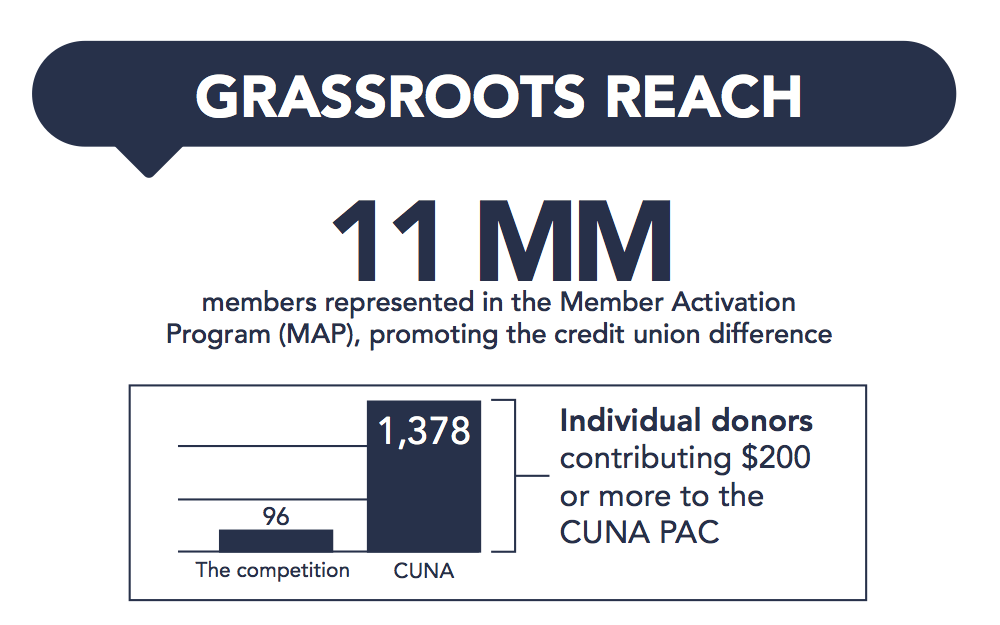 GRASSROOTS REACH
11 MM
members represented in the Member Activation
Program (MAP), promoting the credit union difference
1,378
96
The competition
CUNA
Individual donors
contributing $200
or more to the
CUNA PAC